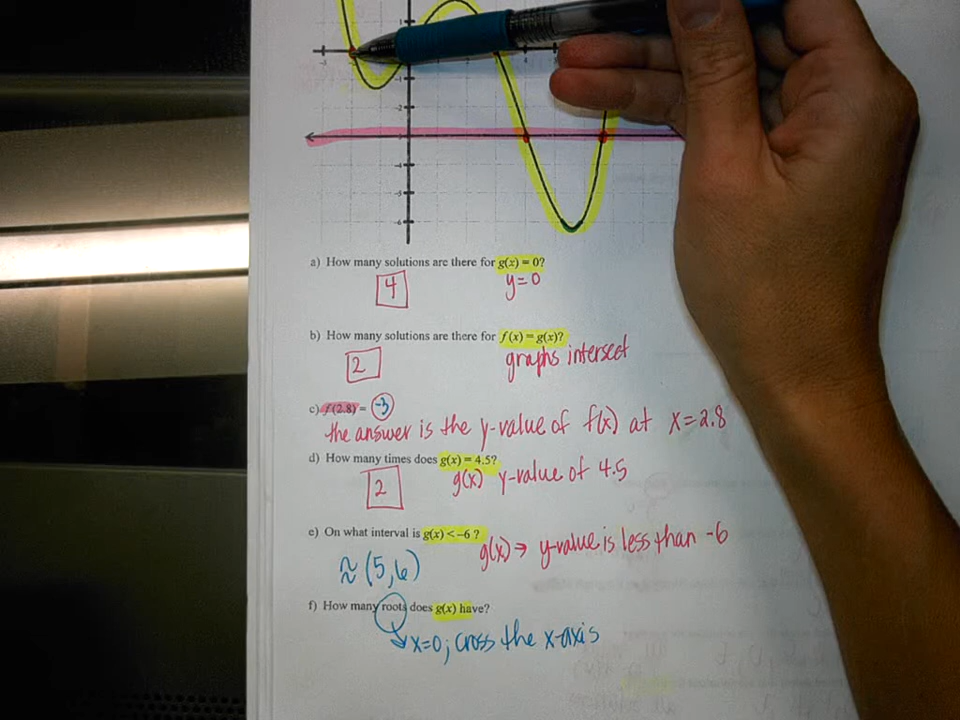 a) How many solutions are there for g(x) = 0?
4
y=0
b) How many solutions are there for f(x) = g(x)?
2
graphs intersect
c) f(2.8) = -3
the answer is the y-value of f(x) at x=2.8
d) How many times does g(x) = 4.5?
2
g(x) y-value of 4.5
e) On what interval is g(x) < -6 ?
g(x) → y-value is less than -6
≈ (5,6)
f) How many roots does g(x) have?
x=0; cross the x-axis